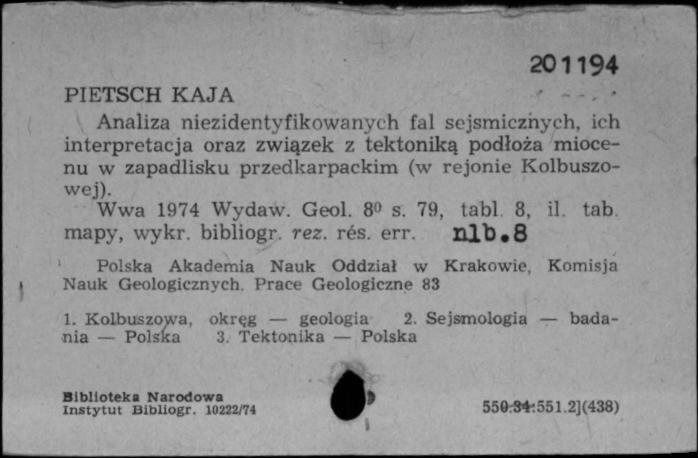 201194
PIETSCH KAJA
Analiza niezidentyfikowanych fal sejsmicznych, ich
interpretacja oraz związek z tektoniką podłoża mioce-
nu w zapadlisku przedkarpackim (w rejonie Kolbuszo-
wej).
Wwa 1974 Wydaw. Geol. 8⁰ s. 79, tabl. 8, il. tab.
mapy, wykr. bibliogr. rez. rés. err. nlb.8
Polska Akademia Nauk Oddział w Krakowie, Komisja
Nauk Geologicznych. Prace Geologiczne 83
1. Kolbuszowa, okręg — geologia 2. Sejsmologia — bada-
nia — Polska 3. Tektonika — Polska
Biblioteka Narodowa
Instytut Bibliogr. 10222/74 550.34:551.2](438)